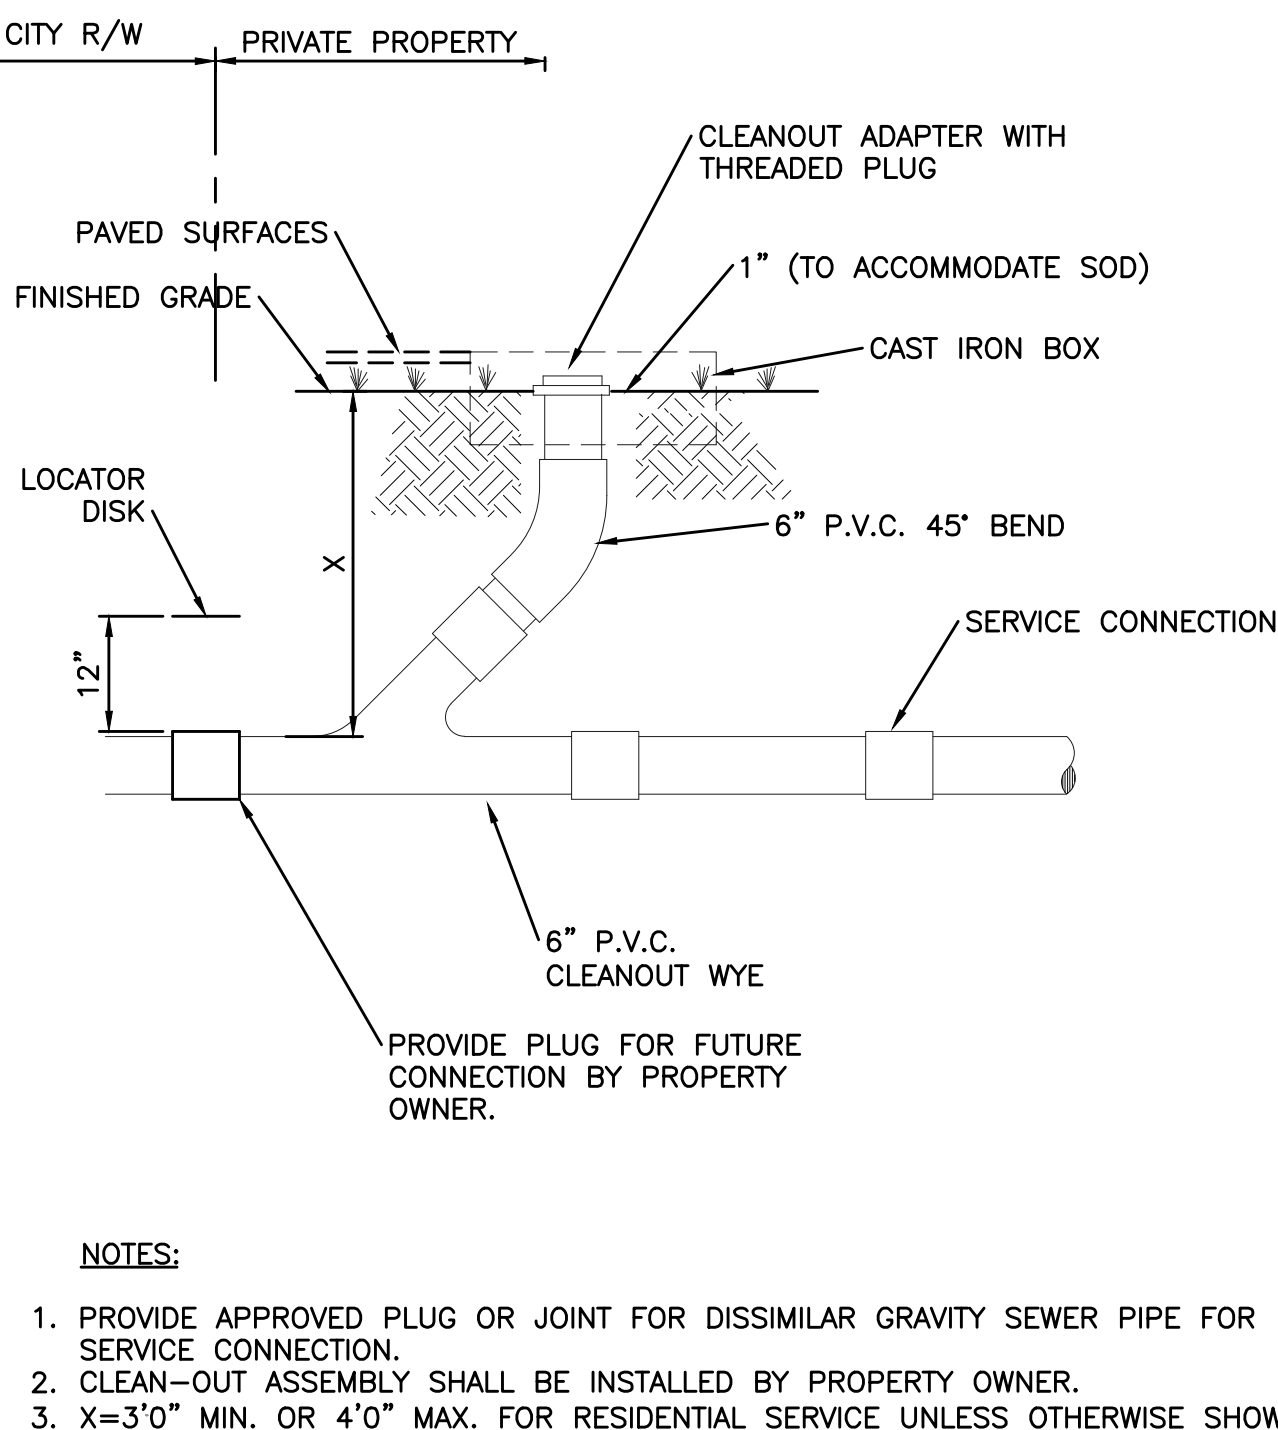 CITY R/W
PRIVATE PROPERTY
CLEANOUT ADAPTER WITH
THREADED PLUG
PAVED SURFACES
1" (TO ACCOMMODATE SOD)
FINISHED GRADE
CAST IRON BOX
LOCATOR
DISK
6" P.V.C. 45° BEND
X
SERVICE CONNECTION
12"
6" P.V.C.
CLEANOUT WYE
PROVIDE PLUG FOR FUTURE
CONNECTION BY PROPERTY
OWNER.
NOTES:
1. PROVIDE APPROVED PLUG OR JOINT FOR DISSIMILAR GRAVITY SEWER PIPE FOR
SERVICE CONNECTION.
2. CLEAN-OUT ASSEMBLY SHALL BE INSTALLED BY PROPERTY OWNER.
3. X=3'0" MIN. OR 4'0" MAX. FOR RESIDENTIAL SERVICE UNLESS OTHERWISE